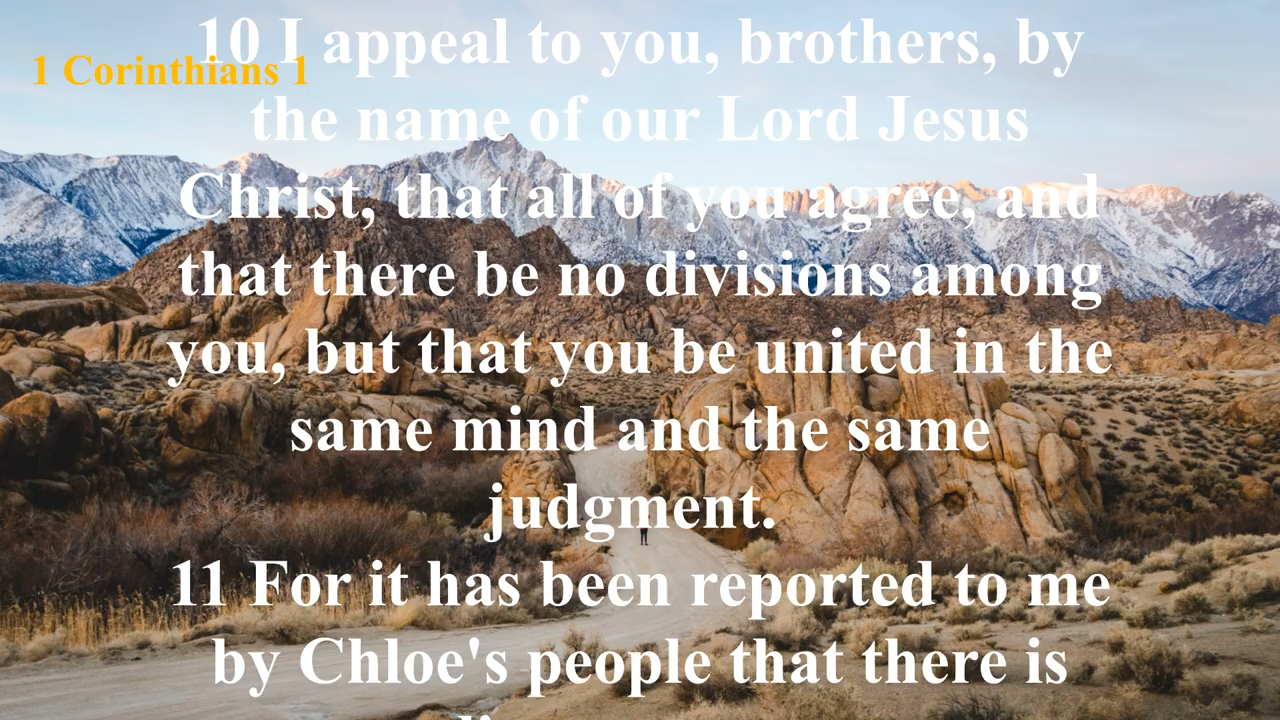 10 I appeal to you, brothers, by
1 Corinthians 1
the name of our Lord Jesus
Christ, that all of you agree, and
that there be no divisions among
you, but that you be united in the
same mind and the same
judgment.
11 For it has been reported to me
by Chloe's people that there is